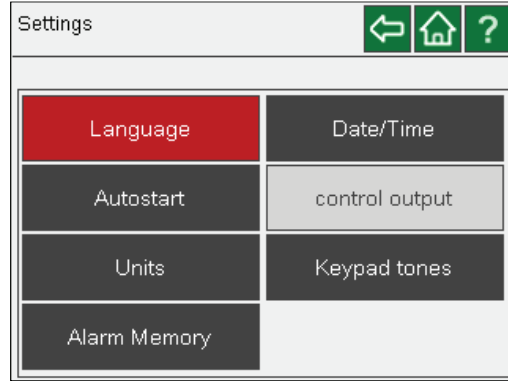 Settings
?
Language
Date/Time
Autostart
control output
Units
Keypad tones
Alarm Memory